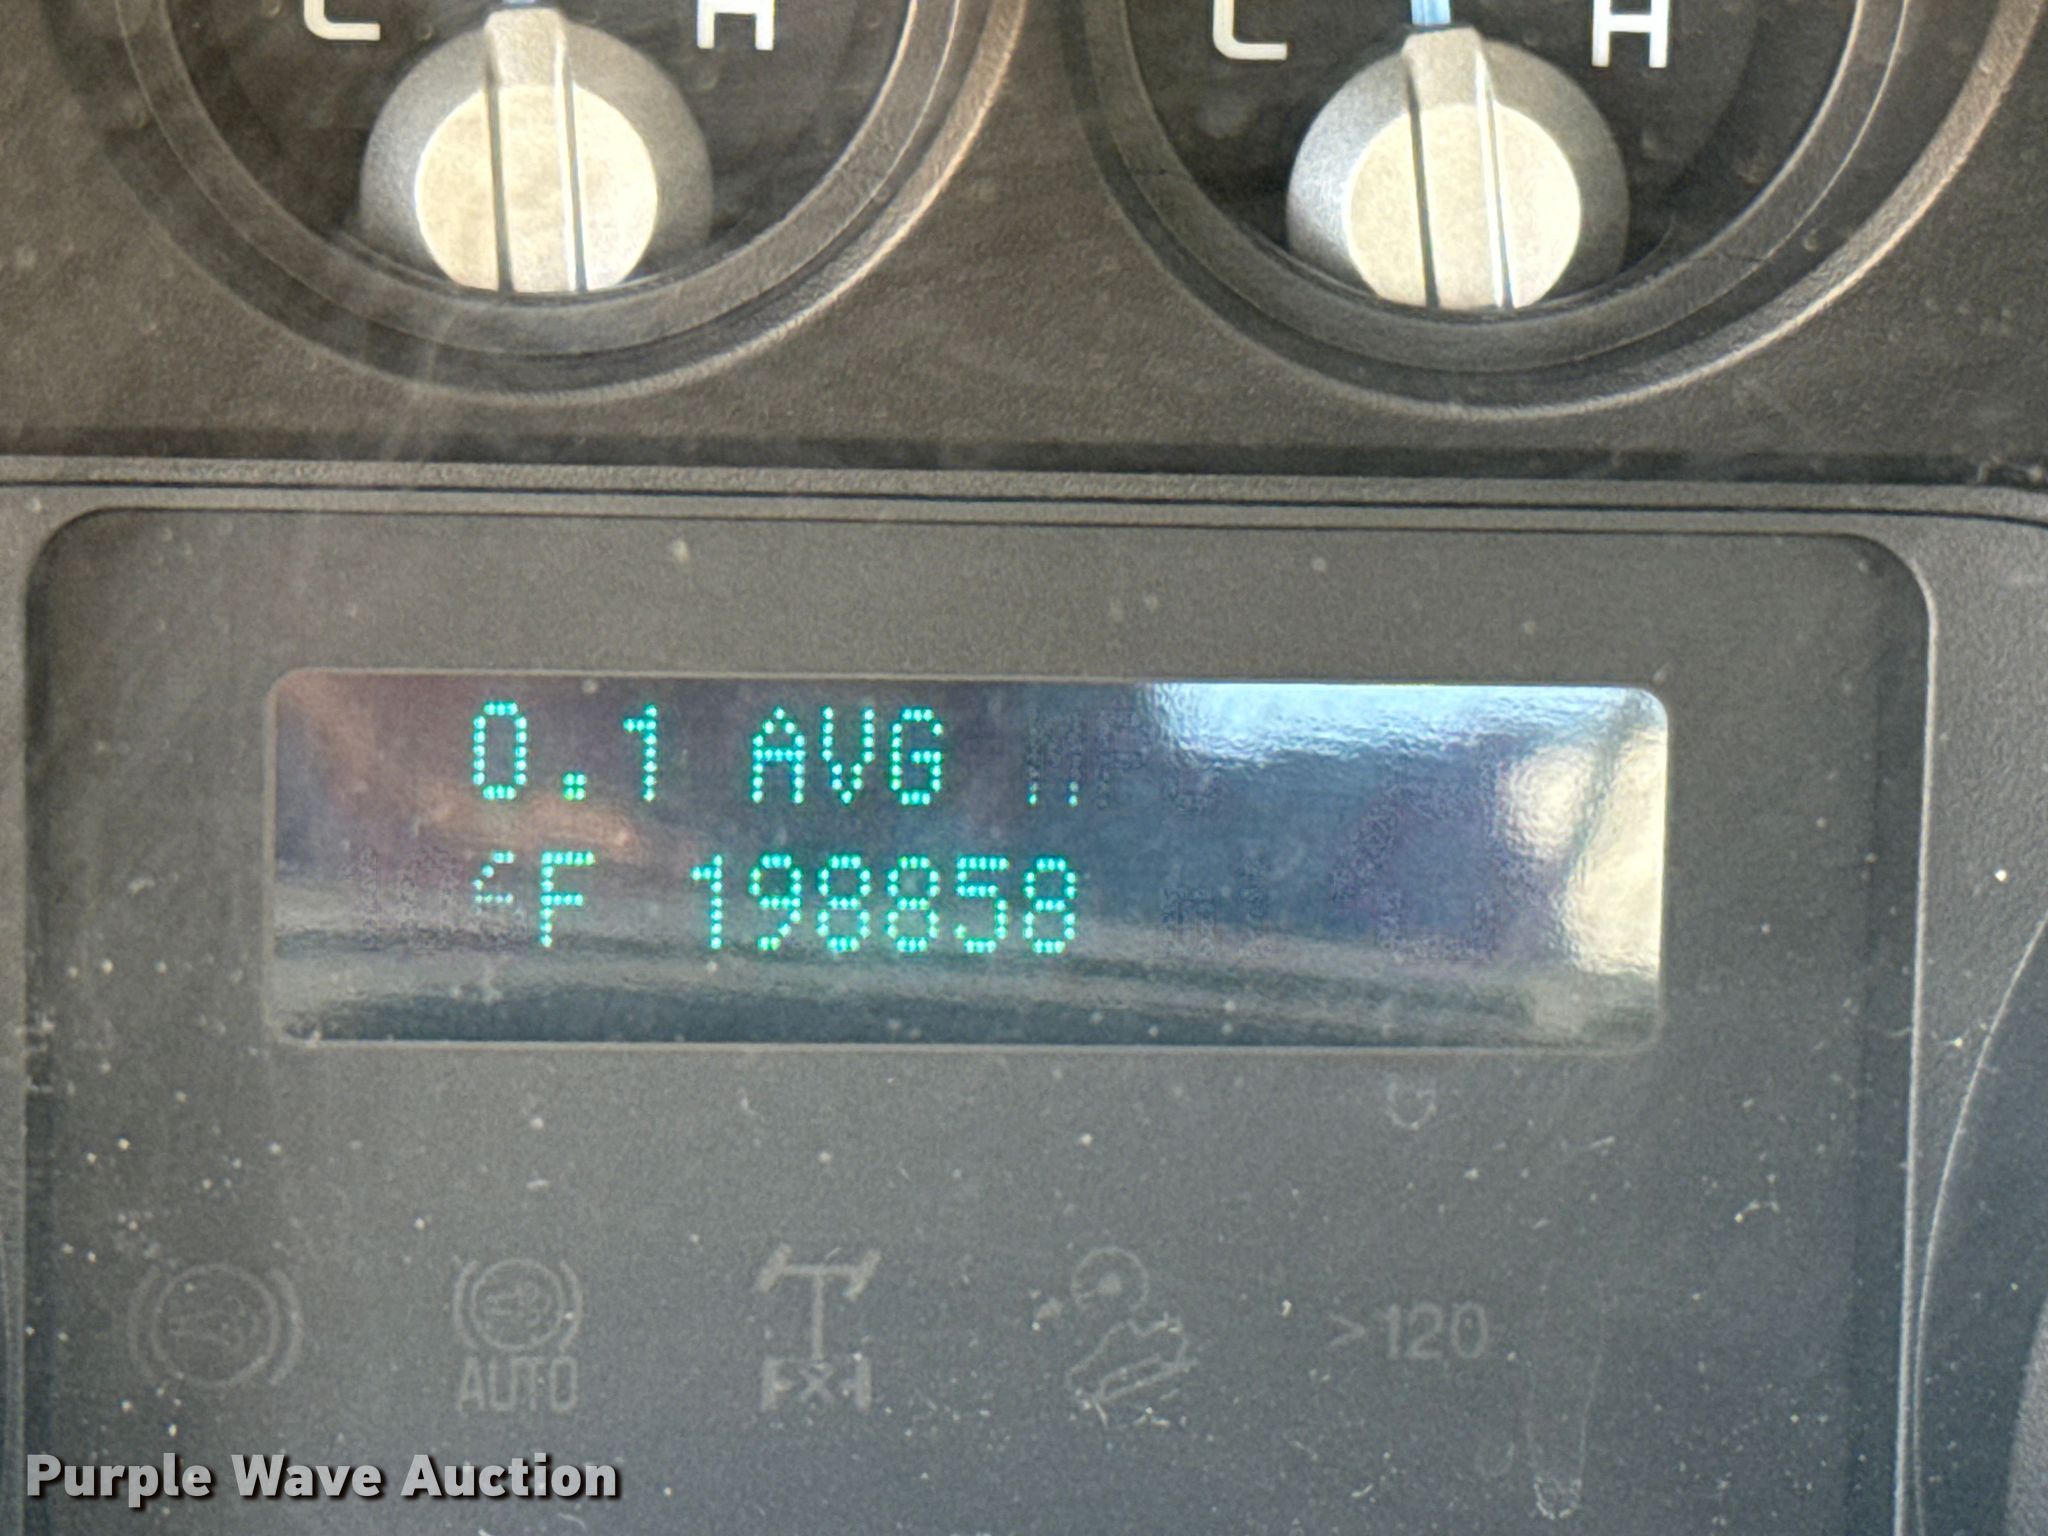 C H C H
0.1 AVG
°F 198858
AUTO
>120
Purple Wave Auction